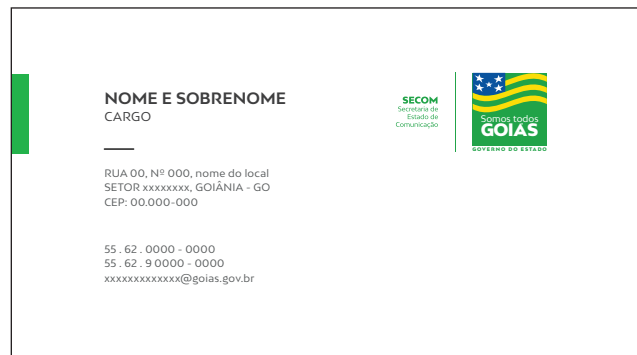 NOME E SOBRENOME
CARGO
RUA 00, Nº 000, nome do local
SETOR xxxxxxxx, GOIÂNIA - GO
CEP: 00.000-000
55 . 62 . 0000 - 0000
55 . 62 . 9 0000 - 0000
xxxxxxxxxxxxx@goias.gov.br
SECOM
Secretaria de
Estado de
Comunicação
Somos todos
GOIÁS
GOVERNO DO ESTADO